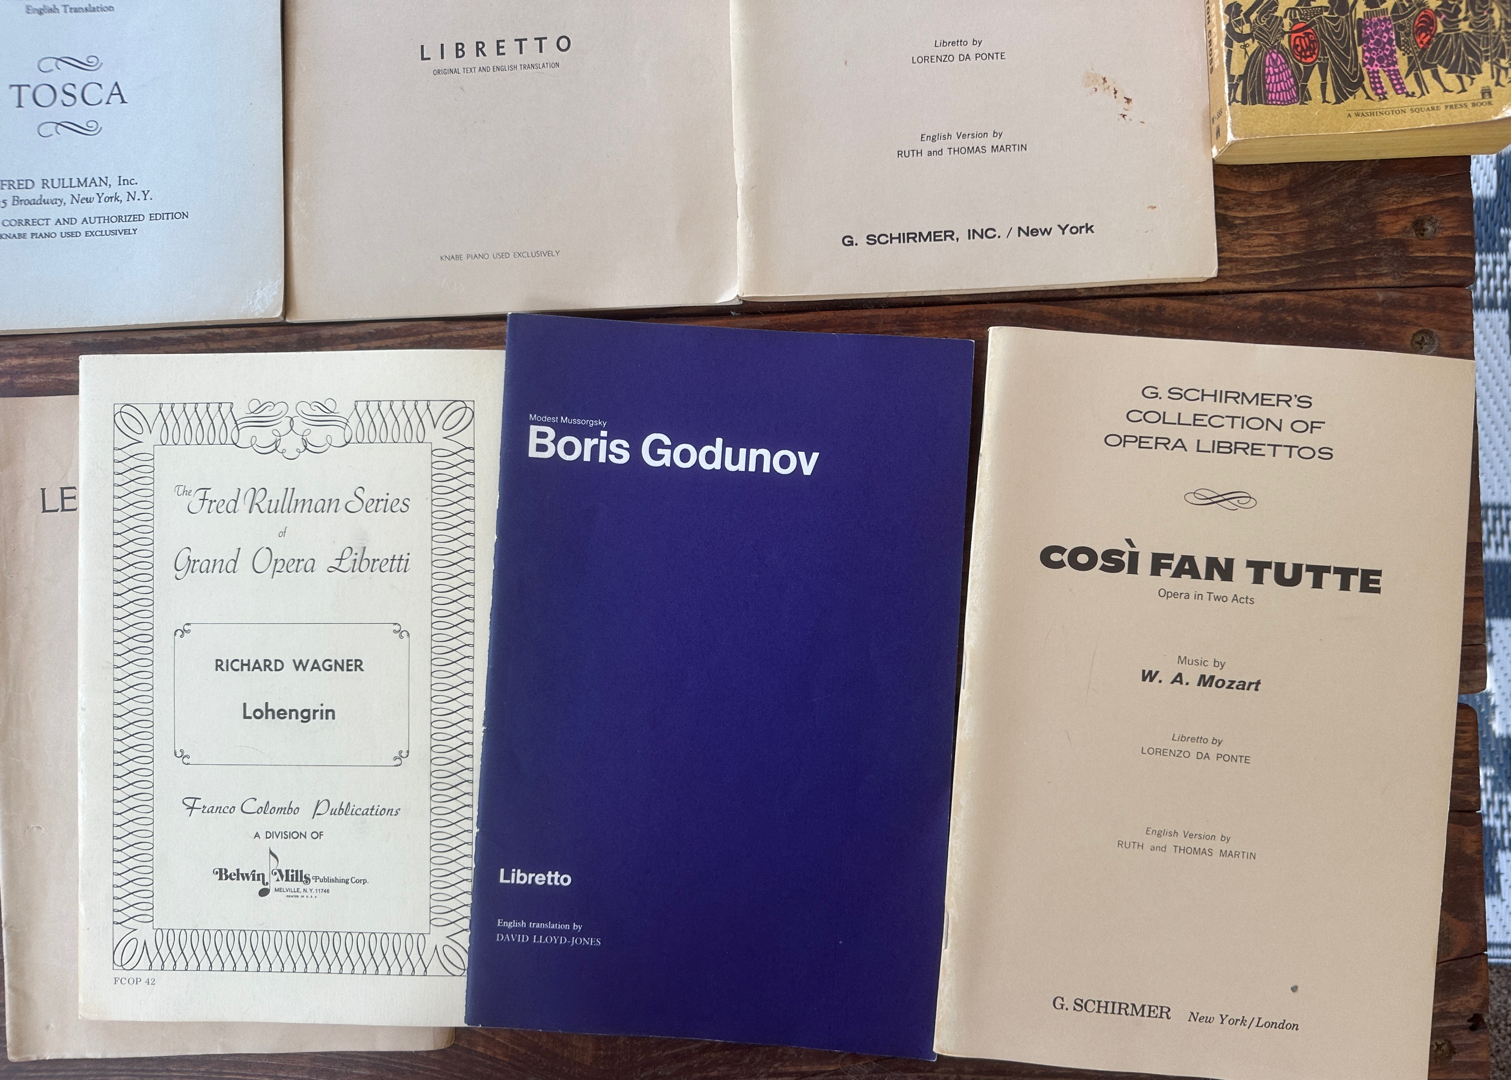 English Translation
TOSCA
FRED RULLMAN, Inc.
5 Broadway, New York, N.Y.
CORRECT AND AUTHORIZED EDITION
KNABE PIANO USED EXCLUSIVELY
LIBRETTO
ORIGINAL TEXT AND ENGLISH TRANSLATION
KNABE PIANO USED EXCLUSIVELY
Libretto by
LORENZO DA PONTE
English Version by
RUTH and THOMAS MARTIN
G. SCHIRMER, INC. / New York
A WASHINGTON SQUARE PRESS BOOK
LE
The Fred Rullman Series
of
Grand Opera Libretti
RICHARD WAGNER
Lohengrin
Franco Colombo Publications
A DIVISION OF
Belwin Mills Publishing Corp.
MELVILLE, N.Y. 11746
PRINTED IN U.S.A.
FCOP 42
Modest Mussorgsky
Boris Godunov
Libretto
English translation by
DAVID LLOYD-JONES
G. SCHIRMER'S
COLLECTION OF
OPERA LIBRETTOS
COSÌ FAN TUTTE
Opera in Two Acts
Music by
W. A. Mozart
Libretto by
LORENZO DA PONTE
English Version by
RUTH and THOMAS MARTIN
G. SCHIRMER New York/London